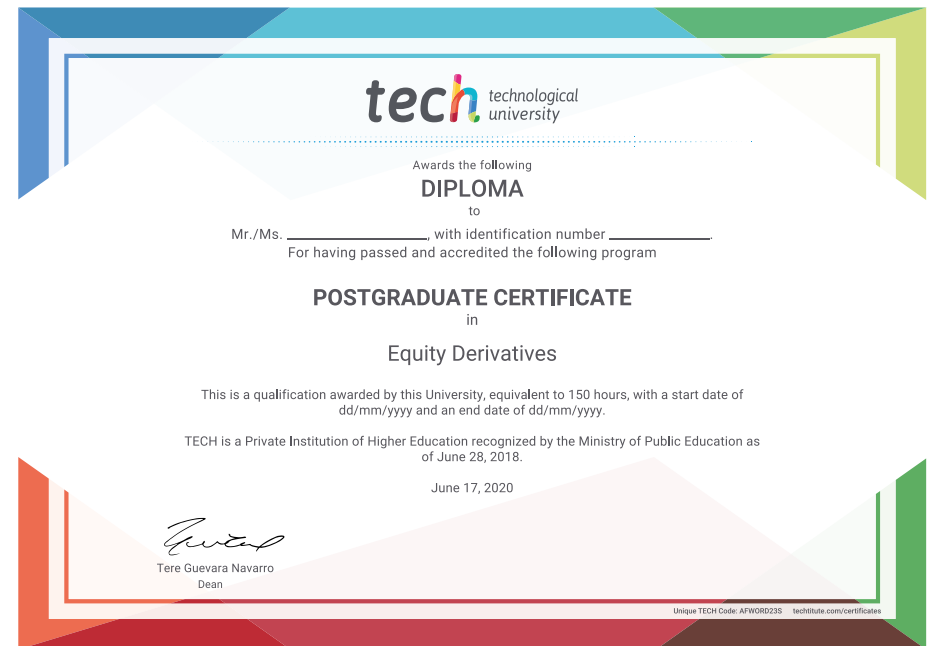 tech technological
university
Awards the following
DIPLOMA
to
Mr./Ms. ____________________, with identification number ______________.
For having passed and accredited the following program
POSTGRADUATE CERTIFICATE
in
Equity Derivatives
This is a qualification awarded by this University, equivalent to 150 hours, with a start date of
dd/mm/yyyy and an end date of dd/mm/yyyy.
TECH is a Private Institution of Higher Education recognized by the Ministry of Public Education as
of June 28, 2018.
June 17, 2020
Tere Guevara Navarro
Dean
Unique TECH Code: AFWORD23S techtitute.com/certificates